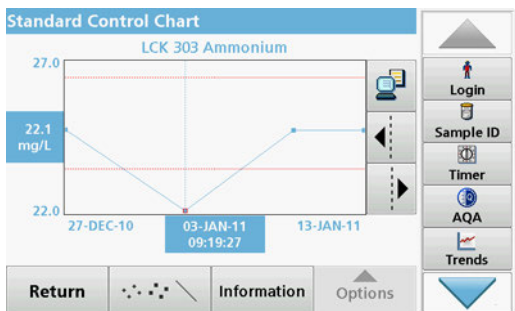 Standard Control Chart
LCK 303 Ammonium
27.0
22.1
mg/L
22.0
27-DEC-10
03-JAN-11
09:19:27
13-JAN-11
Return
Information
Options
Login
Sample ID
Timer
AQA
Trends